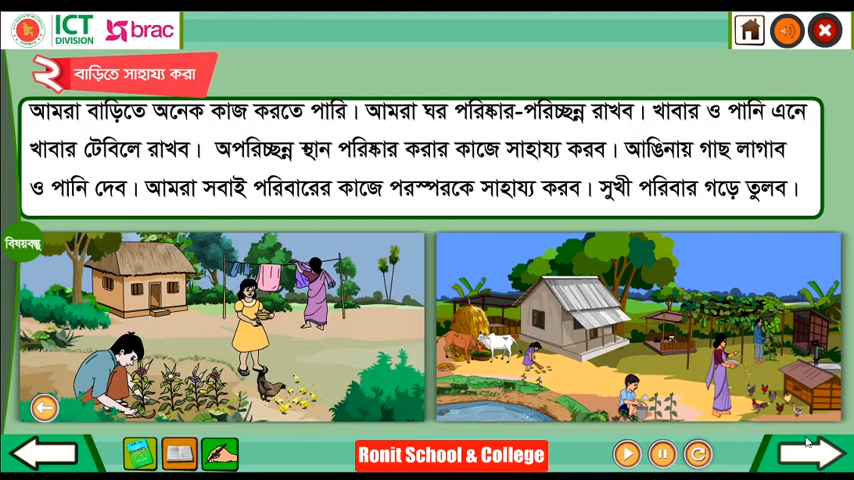 ICT
DIVISION
brac
২ বাড়িতে সাহায্য করা
আমরা বাড়িতে অনেক কাজ করতে পারি। আমরা ঘর পরিষ্কার-পরিচ্ছন্ন রাখব। খাবার ও পানি এনে
খাবার টেবিলে রাখব। অপরিচ্ছন্ন স্থান পরিষ্কার করার কাজে সাহায্য করব। আঙিনায় গাছ লাগাব
ও পানি দেব। আমরা সবাই পরিবারের কাজে পরস্পরকে সাহায্য করব। সুখী পরিবার গড়ে তুলব।
বিষয়বস্তু
Ronit School & College